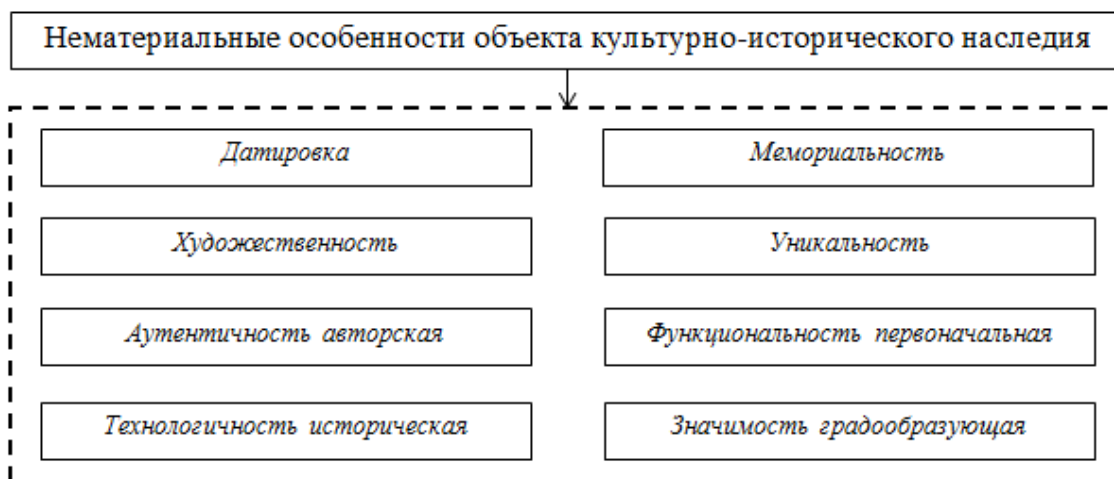 Нематериальные особенности объекта культурно-исторического наследия
Датировка
Мемориальность
Художественность
Уникальность
Аутентичность авторская
Функциональность первоначальная
Технологичность историческая
Значимость градообразующая